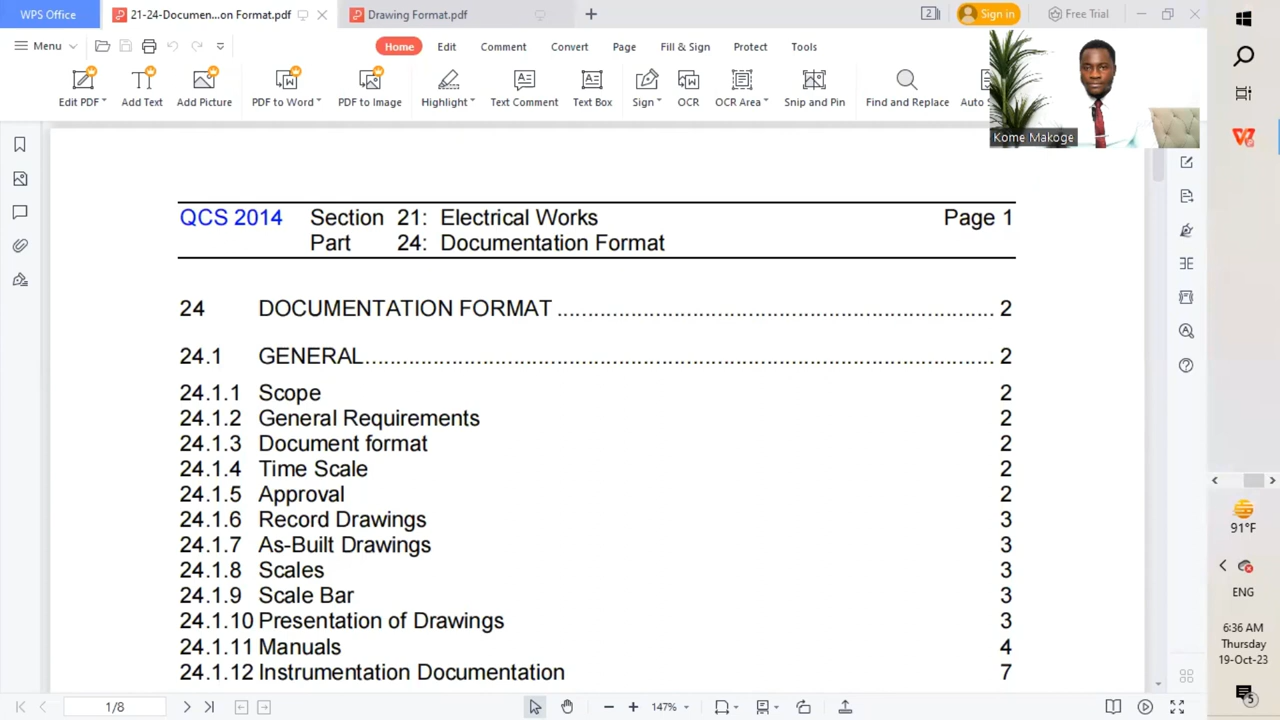 WPS Office
21-24-Documen...on Format.pdf
Drawing Format.pdf
2
Sign in
Free Trial
Menu
Home
Edit
Comment
Convert
Page
Fill & Sign
Protect
Tools
Edit PDF
Add Text
Add Picture
PDF to Word
PDF to Image
Highlight
Text Comment
Text Box
Sign
OCR
OCR Area
Snip and Pin
Find and Replace
Auto S
Kome Makoge
QCS 2014 Section 21: Electrical Works Page 1
Part 24: Documentation Format
24 DOCUMENTATION FORMAT ........................................................................ 2
24.1 GENERAL........................................................................................................ 2
24.1.1 Scope 2
24.1.2 General Requirements 2
24.1.3 Document format 2
24.1.4 Time Scale 2
24.1.5 Approval 2
24.1.6 Record Drawings 3
24.1.7 As-Built Drawings 3
24.1.8 Scales 3
24.1.9 Scale Bar 3
24.1.10 Presentation of Drawings 3
24.1.11 Manuals 4
24.1.12 Instrumentation Documentation 7
1/8
147%
91°F
ENG
6:36 AM
Thursday
19-Oct-23
5